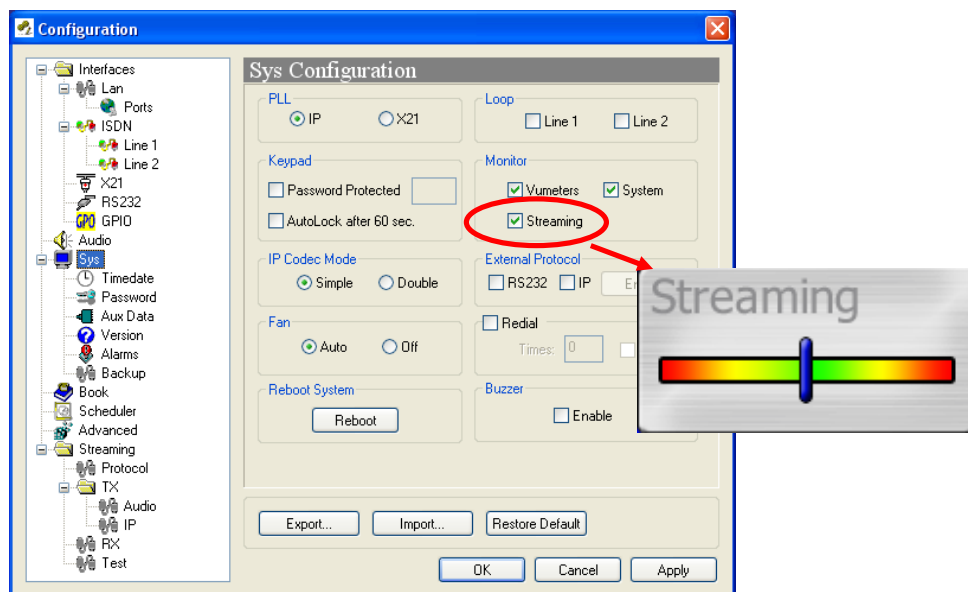 Configuration
Interfaces
Lan
Ports
ISDN
Line 1
Line 2
X21
RS232
GPO GPIO
Audio
Sys
Timedate
Password
Aux Data
Version
Alarms
Backup
Book
Scheduler
Advanced
Streaming
Protocol
TX
Audio
IP
RX
Test
Sys Configuration
PLL
IP X21
Loop
Line 1 Line 2
Keypad
Password Protected
AutoLock after 60 sec.
Monitor
Vumeters System
Streaming
IP Codec Mode
Simple Double
External Protocol
RS232 IP
Fan
Auto Off
Redial
Times: 0
Reboot System
Reboot
Buzzer
Enable
Streaming
Export... Import... Restore Default
OK Cancel Apply